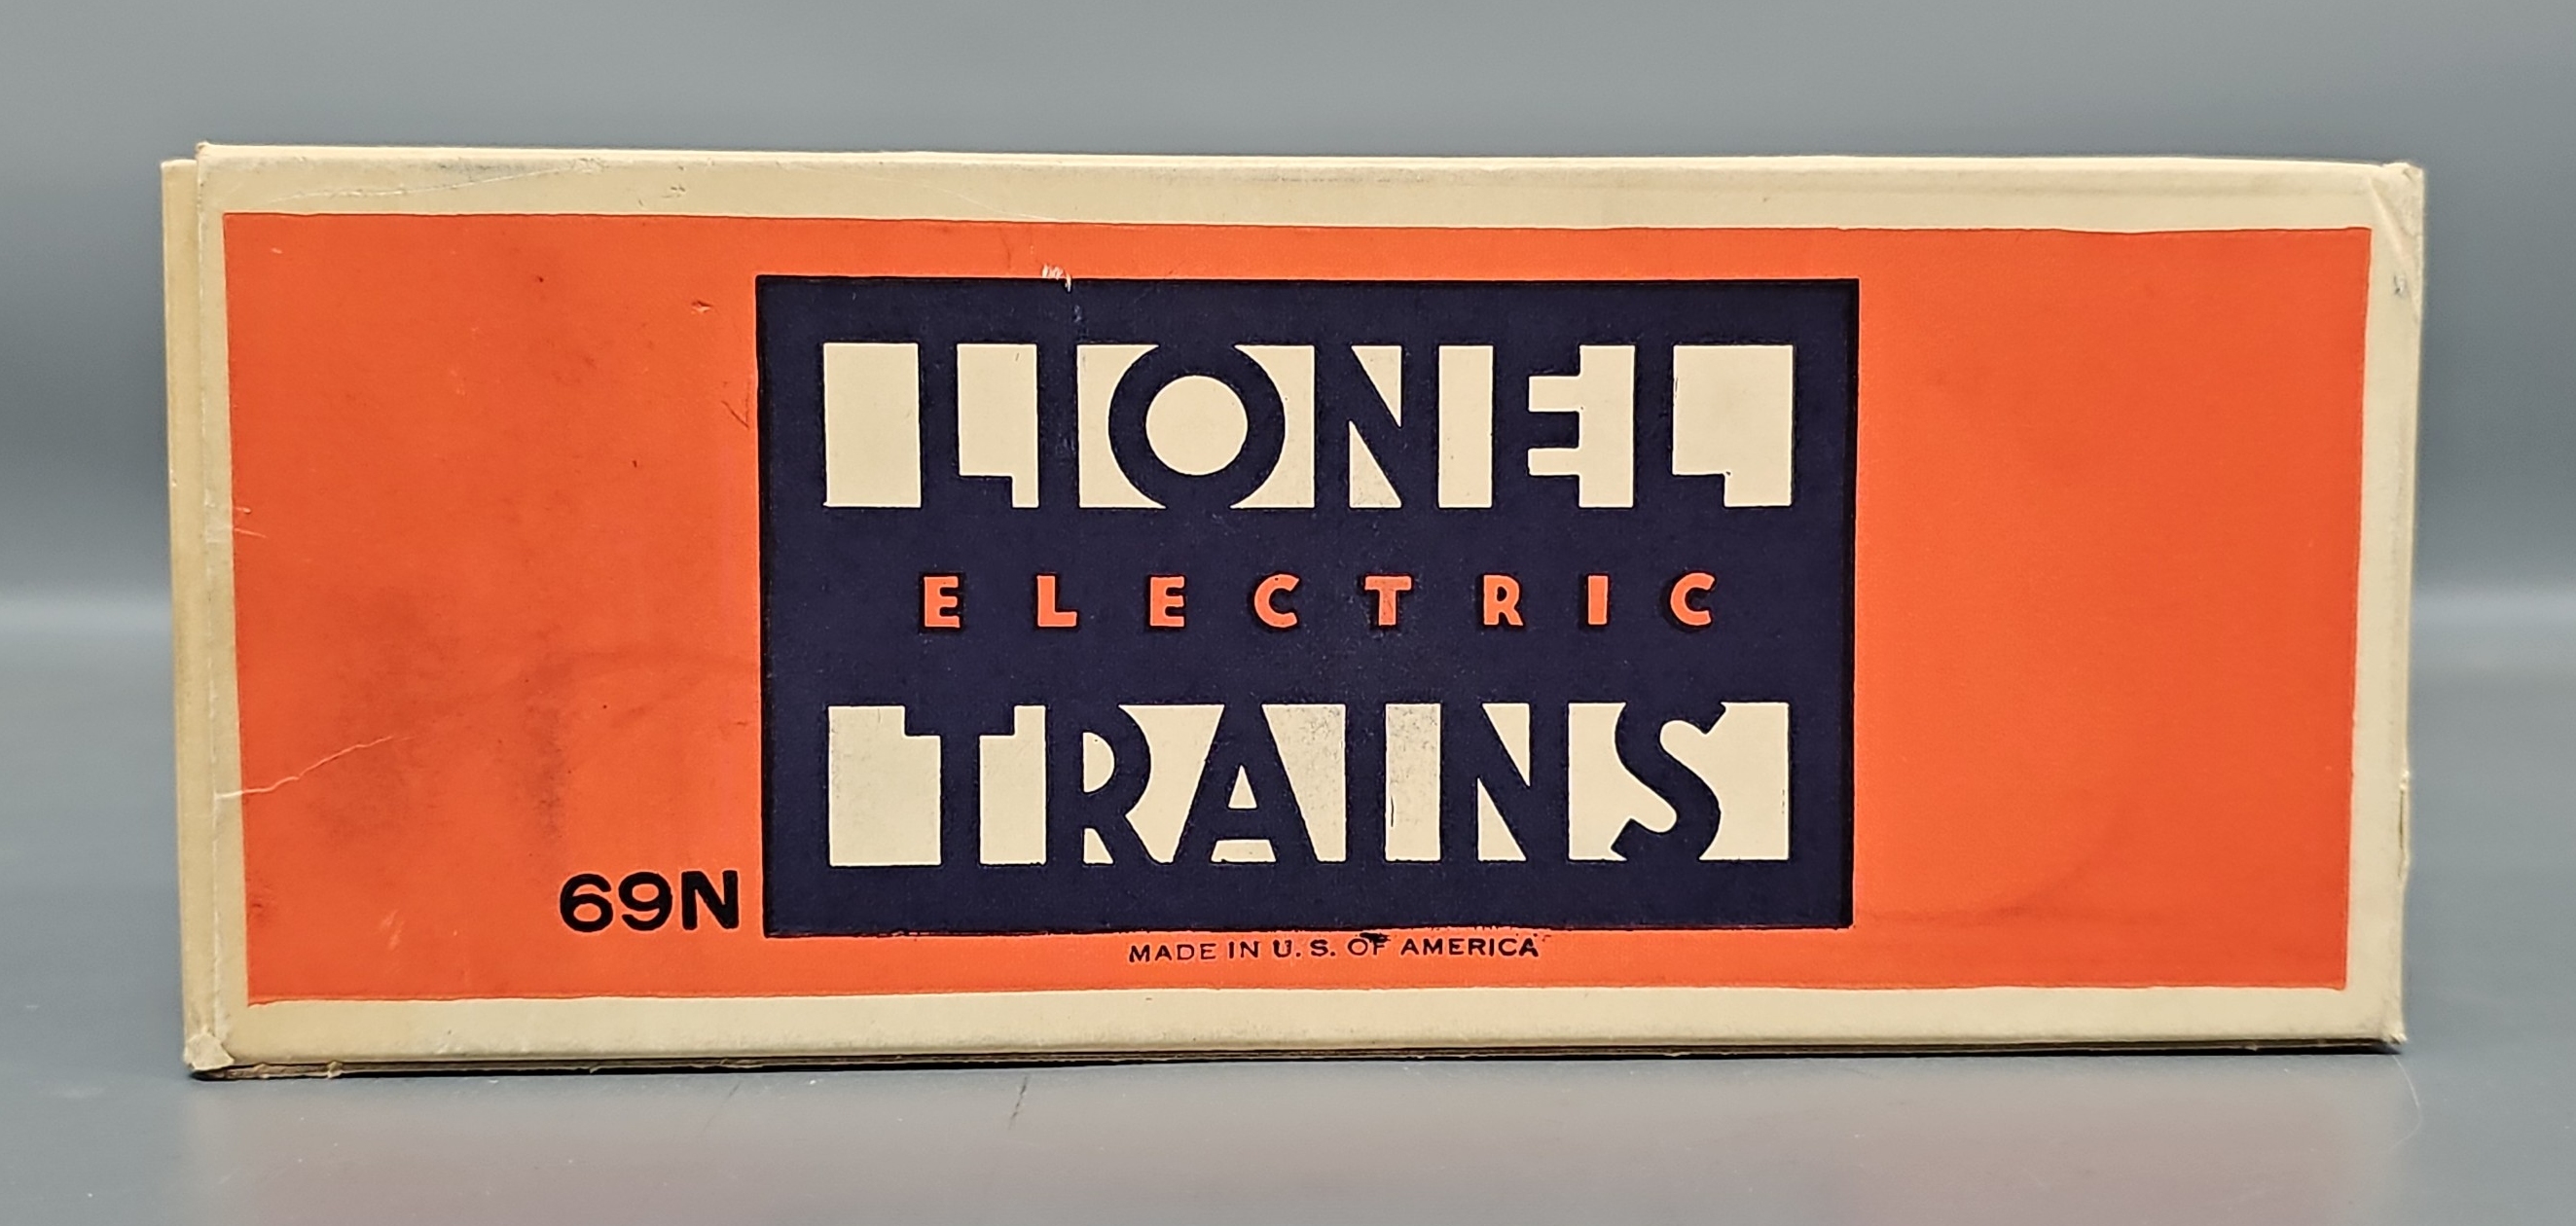 LIONEL
ELECTRIC
TRAINS
69N
MADE IN U. S. OF AMERICA